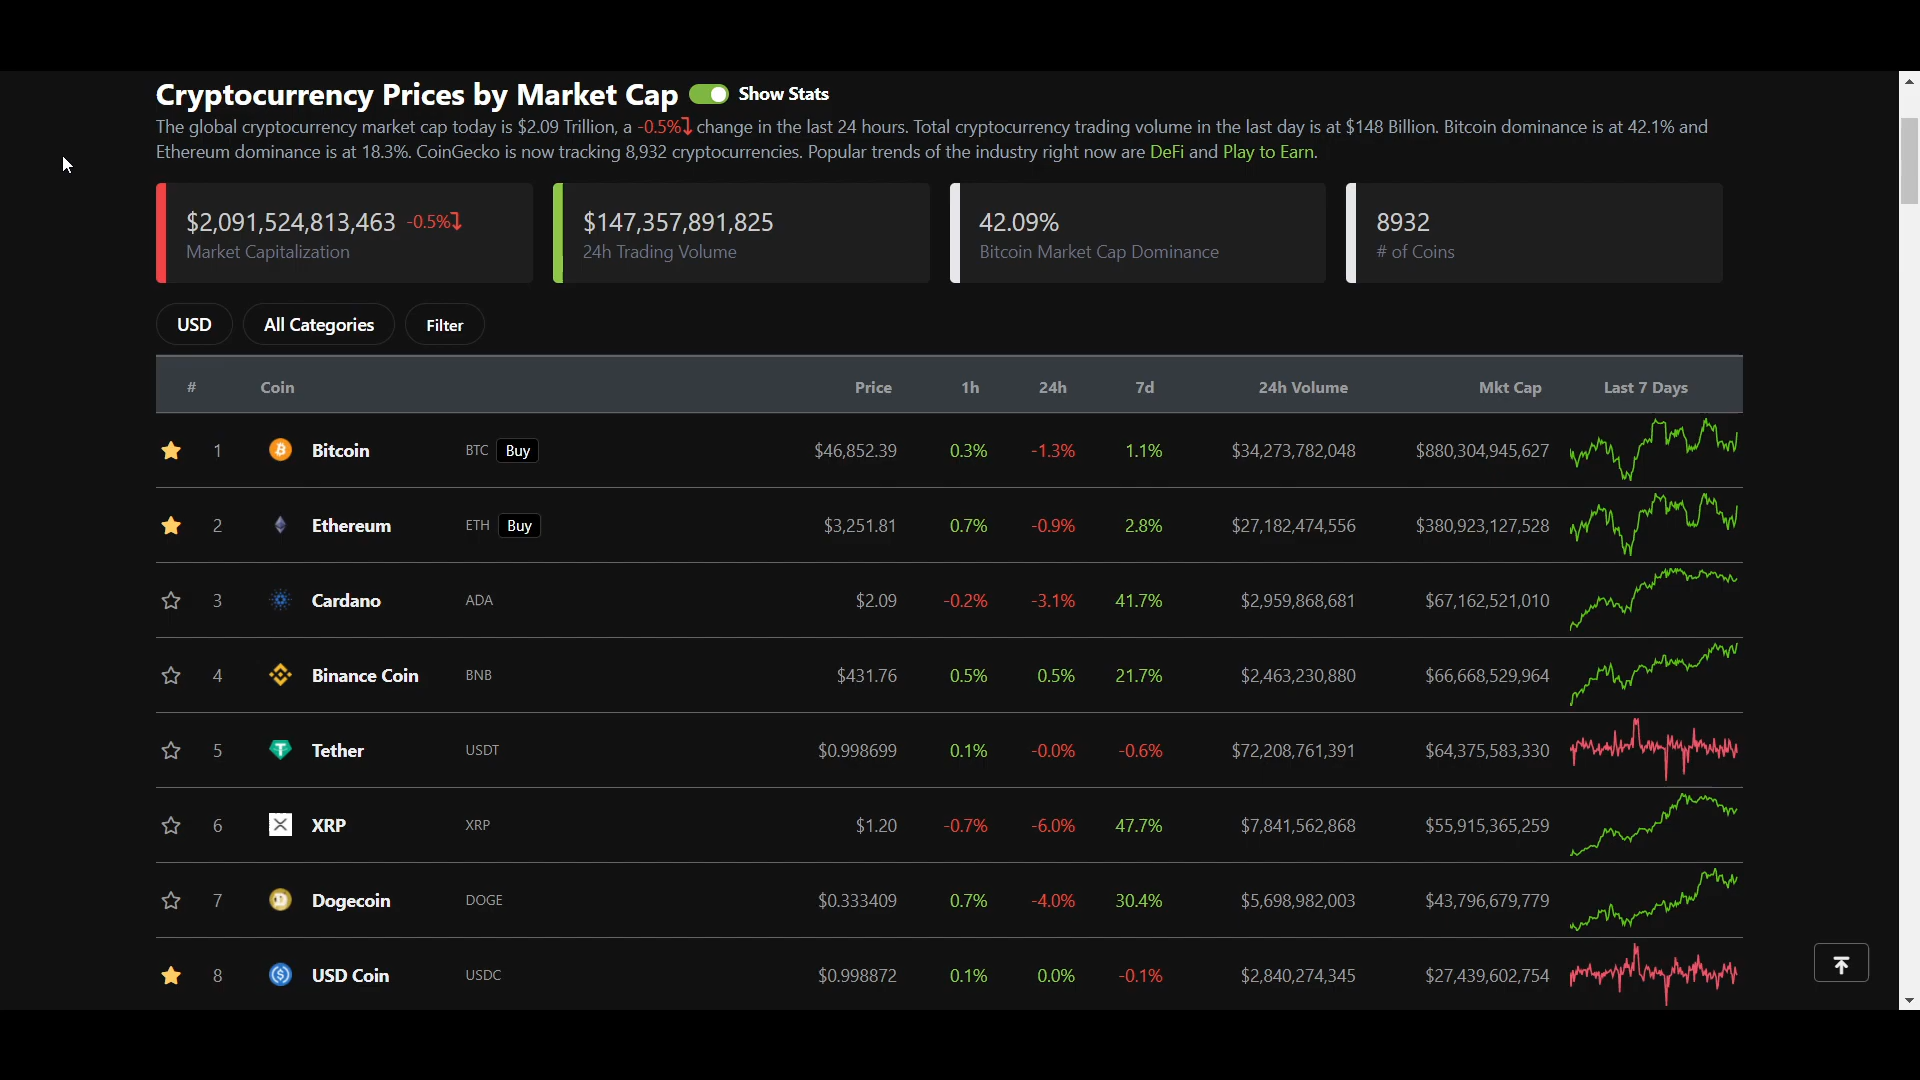 Cryptocurrency Prices by Market Cap Show Stats
The global cryptocurrency market cap today is $2.09 Trillion, a -0.5% change in the last 24 hours. Total cryptocurrency trading volume in the last day is at $148 Billion. Bitcoin dominance is at 42.1% and
Ethereum dominance is at 18.3%. CoinGecko is now tracking 8,932 cryptocurrencies. Popular trends of the industry right now are DeFi and Play to Earn.
$2,091,524,813,463 -0.5% $147,357,891,825 42.09% 8932
Market Capitalization 24h Trading Volume Bitcoin Market Cap Dominance # of Coins
USD All Categories Filter
# Coin Price 1h 24h 7d 24h Volume Mkt Cap Last 7 Days
1 Bitcoin BTC Buy $46,852.39 0.3% -1.3% 1.1% $34,273,782,048 $880,304,945,627
2 Ethereum ETH Buy $3,251.81 0.7% -0.9% 2.8% $27,182,474,556 $380,923,127,528
3 Cardano ADA $2.09 -0.2% -3.1% 41.7% $2,959,868,681 $67,162,521,010
4 Binance Coin BNB $431.76 0.5% 0.5% 21.7% $2,463,230,880 $66,668,529,964
5 Tether USDT $0.998699 0.1% -0.0% -0.6% $72,208,761,391 $64,375,583,330
6 XRP XRP $1.20 -0.7% -6.0% 47.7% $7,841,562,868 $55,915,365,259
7 Dogecoin DOGE $0.333409 0.7% -4.0% 30.4% $5,698,982,003 $43,796,679,779
8 USD Coin USDC $0.998872 0.1% 0.0% -0.1% $2,840,274,345 $27,439,602,754